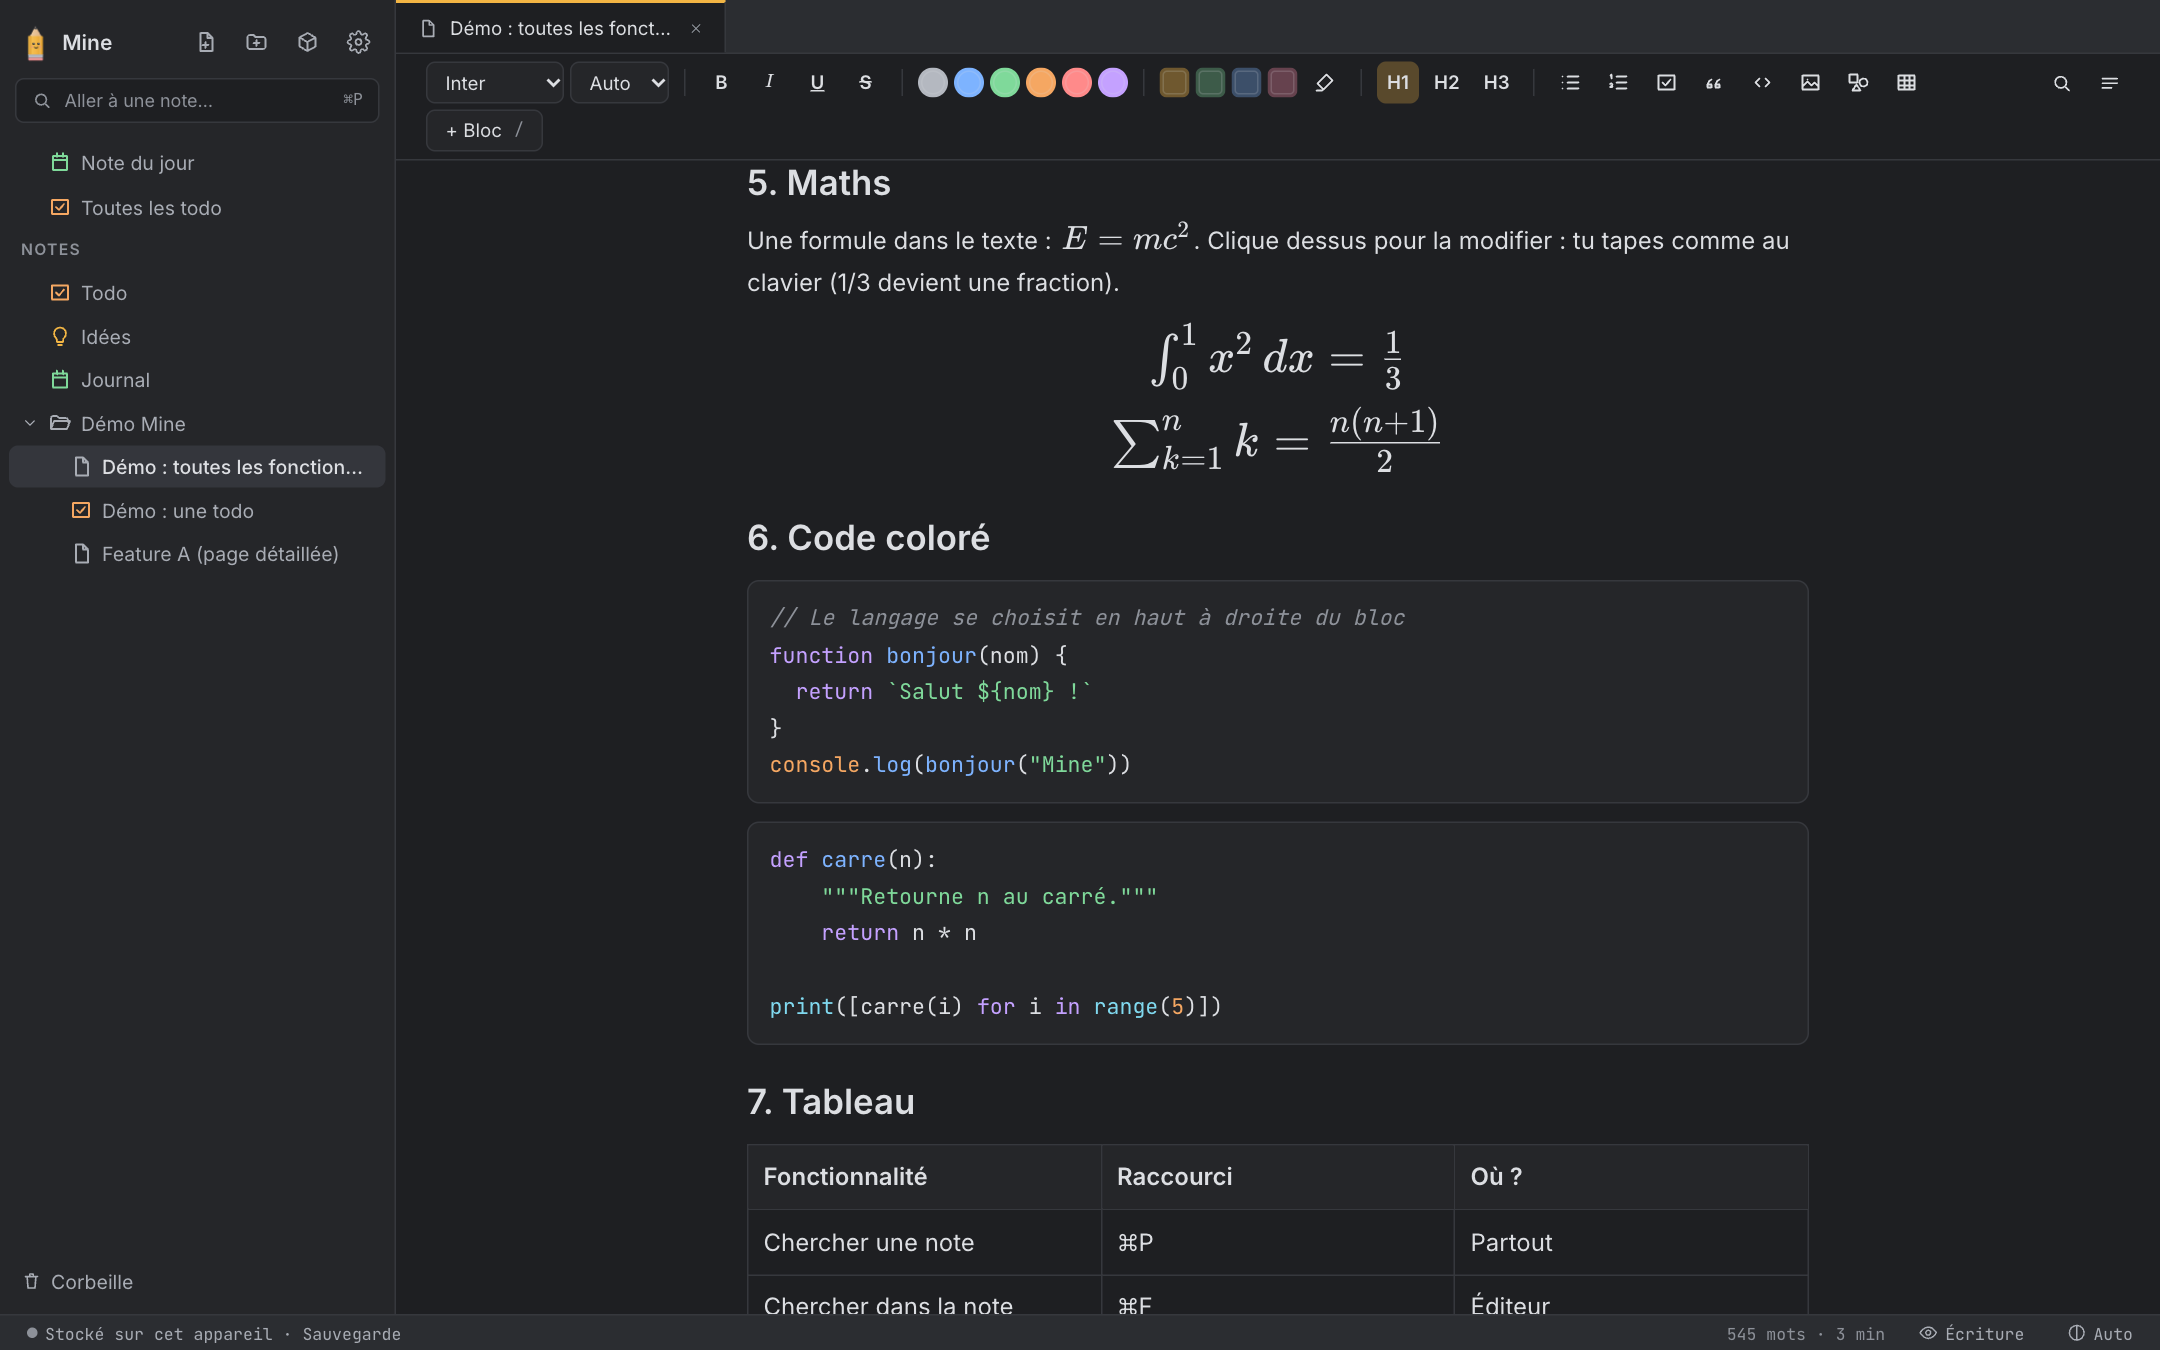 Mine
Aller à une note... ⌘P
Note du jour
Toutes les todo
NOTES
Todo
Idées
Journal
Démo Mine
Démo : toutes les fonction...
Démo : une todo
Feature A (page détaillée)
Corbeille
Démo : toutes les fonct... ×
Inter Auto B I U S H1 H2 H3
+ Bloc /
5. Maths
Une formule dans le texte : E = mc². Clique dessus pour la modifier : tu tapes comme au
clavier (1/3 devient une fraction).
∫₀¹ x² dx = 1/3
∑ₖ₌₁ⁿ k = n(n+1)/2
6. Code coloré
// Le langage se choisit en haut à droite du bloc
function bonjour(nom) {
  return `Salut ${nom} !`
}
console.log(bonjour("Mine"))
def carre(n):
    """Retourne n au carré."""
    return n * n
print([carre(i) for i in range(5)])
7. Tableau
Fonctionnalité Raccourci Où ?
Chercher une note ⌘P Partout
Chercher dans la note ⌘F Éditeur
Stocké sur cet appareil · Sauvegarde
545 mots · 3 min Écriture Auto